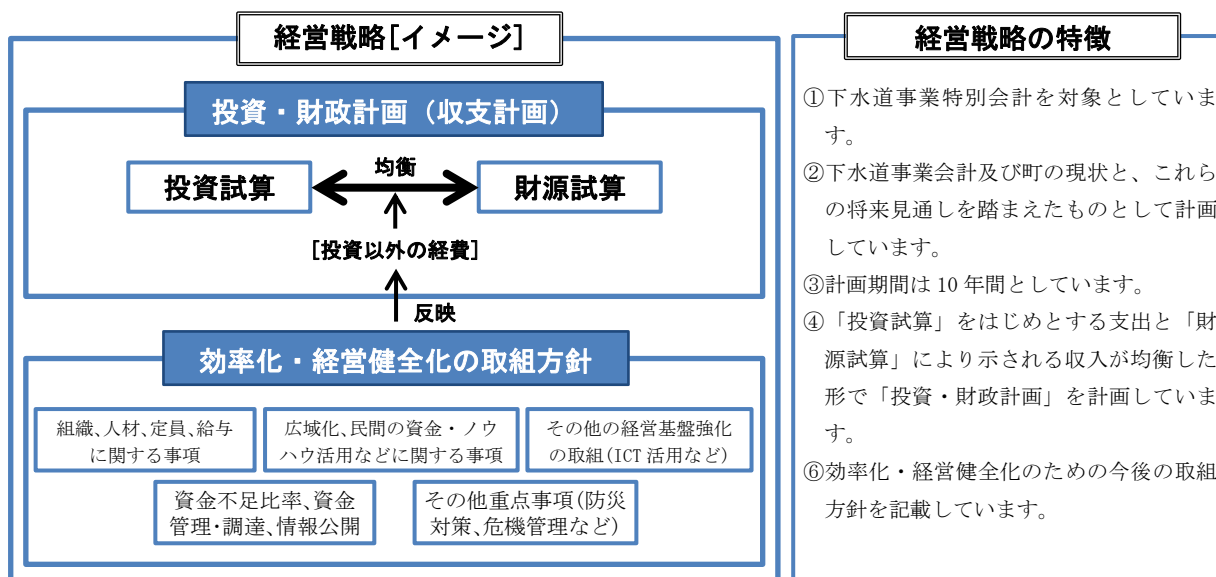 経営戦略[イメージ]
投資・財政計画（収支計画）
投資試算
均衡
財源試算
[投資以外の経費]
反映
効率化・経営健全化の取組方針
組織、人材、定員、給与
に関する事項
広域化、民間の資金・ノウ
ハウ活用などに関する事項
その他の経営基盤強化
の取組(ICT 活用など)
資金不足比率、資金
管理・調達、情報公開
その他重点事項(防災
対策、危機管理など)
経営戦略の特徴
①下水道事業特別会計を対象としていま
す。
②下水道事業会計及び町の現状と、これら
の将来見通しを踏まえたものとして計画
しています。
③計画期間は 10 年間としています。
④「投資試算」をはじめとする支出と「財
源試算」により示される収入が均衡した
形で「投資・財政計画」を計画していま
す。
⑥効率化・経営健全化のための今後の取組
方針を記載しています。